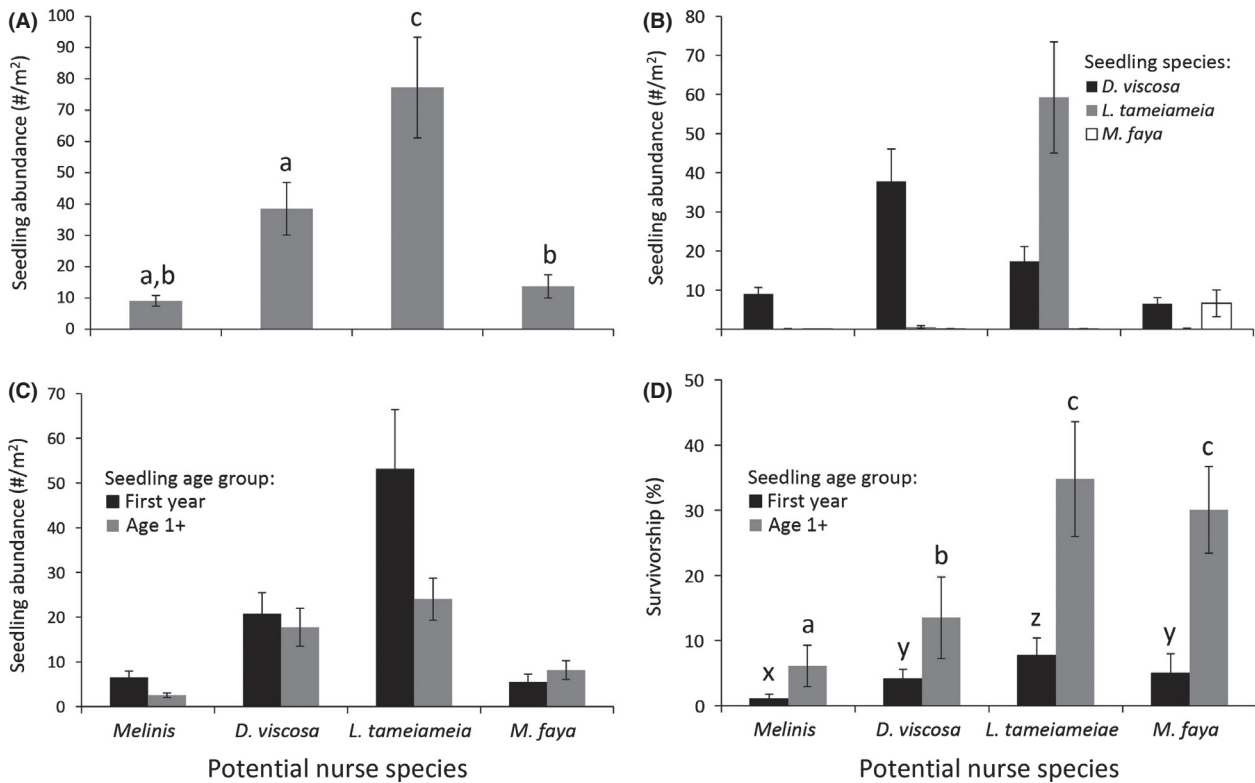 (A)
Seedling abundance (#/m²)
100
90
80
70
60
50
40
30
20
10
0
a,b
a
c
b
(B)
Seedling abundance (#/m²)
80
70
60
50
40
30
20
10
Seedling species:
D. viscosa
L. tameiameia
M. faya
(C)
Seedling abundance (#/m²)
70
60
50
40
30
20
10
0
Seedling age group:
First year
Age 1+
Melinis
D. viscosa
L. tameiameia
M. faya
Potential nurse species
(D)
Survivorship (%)
50
40
30
20
10
0
Seedling age group:
First year
Age 1+
x
a
y
b
z
c
y
c
Melinis
D. viscosa
L. tameiameiae
M. faya
Potential nurse species